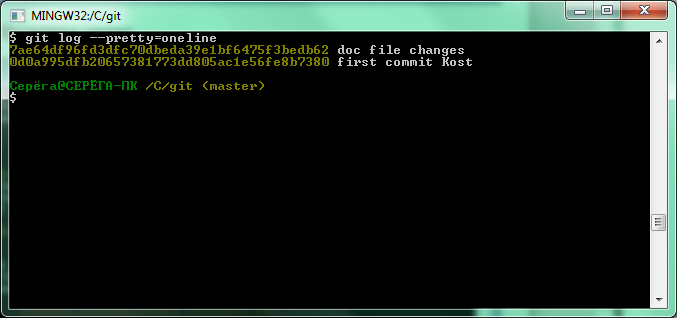 MINGW32:/C/git
$ git log --pretty=oneline
7ae64df96fd3dfc70dbeda39e1bf6475f3bedb62 doc file changes
0d0a995dfb20657381773dd805ac1e56fe8b7380 first commit Kost
Серёга@СЕРЁГА-ПК /C/git (master)
$